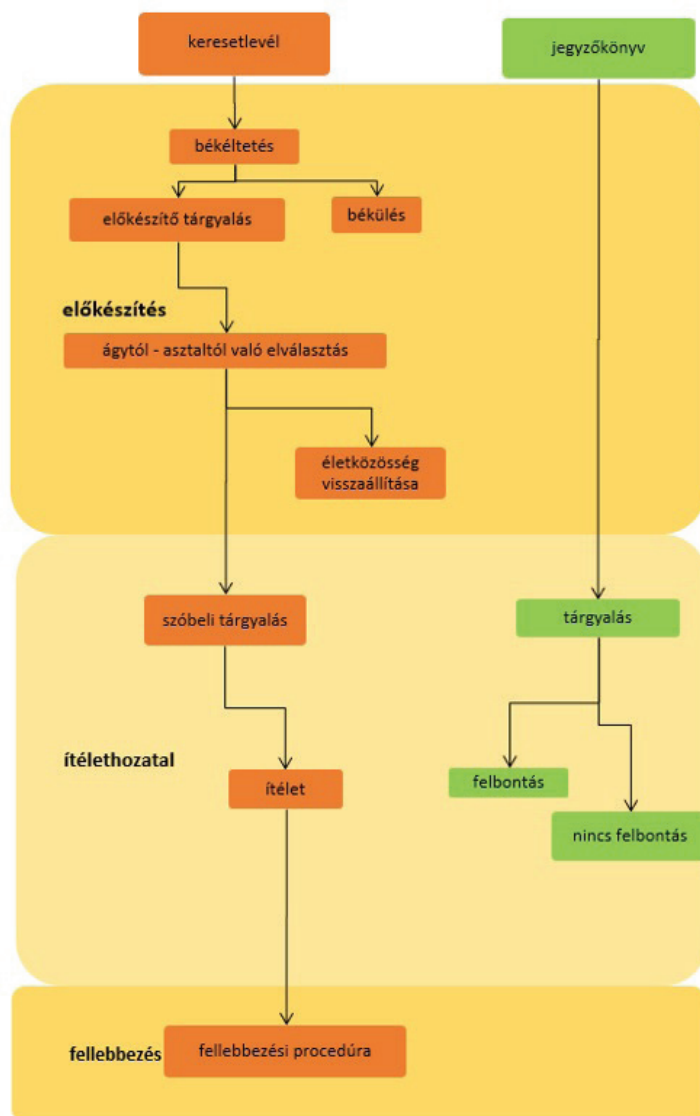 keresetlevél
jegyzőkönyv
békéltetés
előkészítő tárgyalás
békülés
előkészítés
ágytól - asztaltól való elválasztás
életközösség
visszaállítása
szóbeli tárgyalás
tárgyalás
ítélethozatal
ítélet
felbontás
nincs felbontás
fellebbezés
fellebbezési procedúra